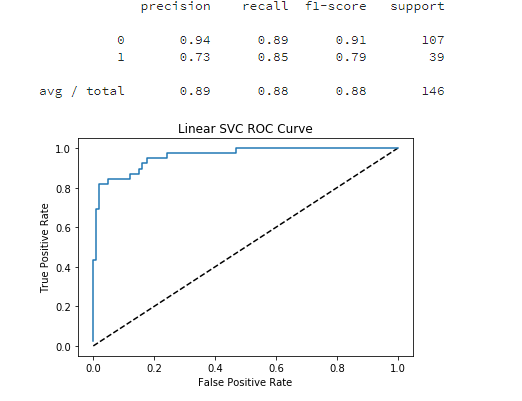 precision recall f1-score support
0 0.94 0.89 0.91 107
1 0.73 0.85 0.79 39
avg / total 0.89 0.88 0.88 146
Linear SVC ROC Curve
1.0
0.8
0.6
0.4
0.2
0.0
True Positive Rate
0.0 0.2 0.4 0.6 0.8 1.0
False Positive Rate